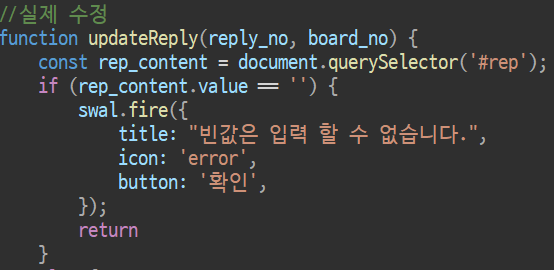 //실제 수정
function updateReply(reply_no, board_no) {
    const rep_content = document.querySelector('#rep');
    if (rep_content.value == '') {
        swal.fire({
            title: "빈값은 입력 할 수 없습니다.",
            icon: 'error',
            button: '확인',
        });
        return
    }